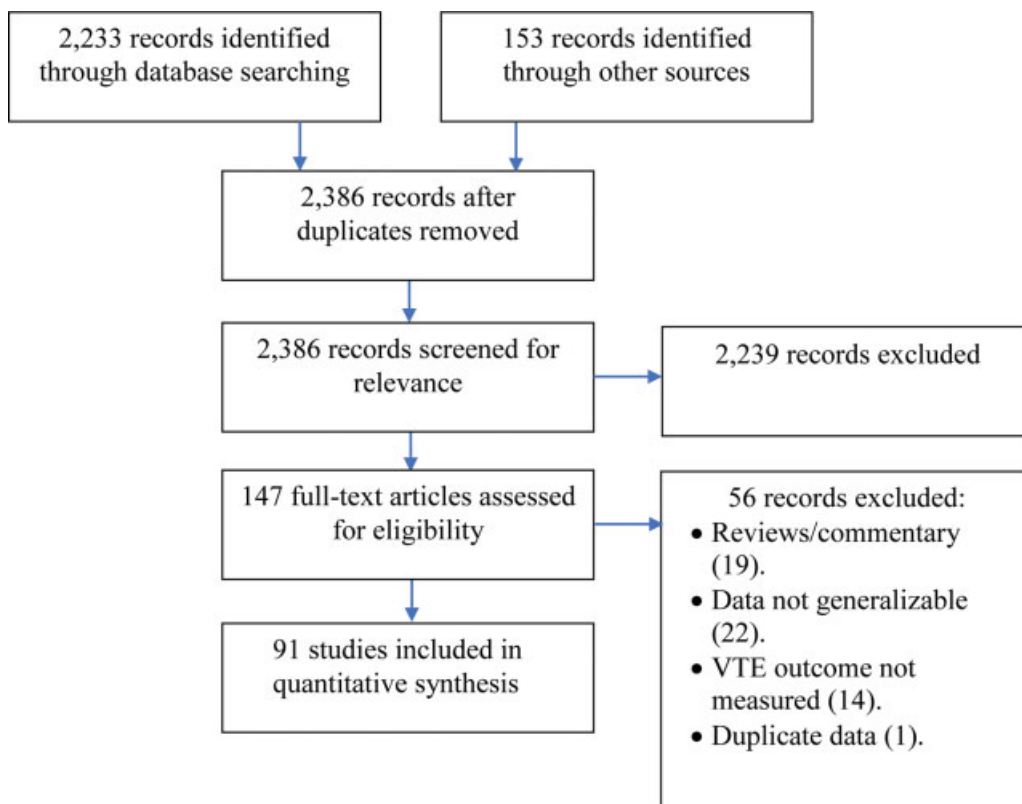 2,233 records identified
through database searching
153 records identified
through other sources
2,386 records after
duplicates removed
2,386 records screened for
relevance
2,239 records excluded
147 full-text articles assessed
for eligibility
56 records excluded:
• Reviews/commentary
(19).
• Data not generalizable
(22).
• VTE outcome not
measured (14).
• Duplicate data (1).
91 studies included in
quantitative synthesis